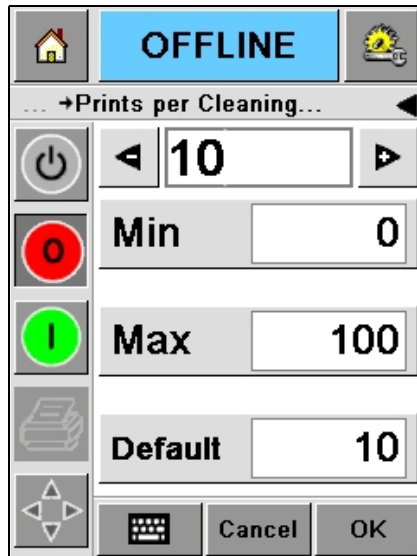 OFFLINE
... →Prints per Cleaning...
10
Min 0
Max 100
Default 10
Cancel OK